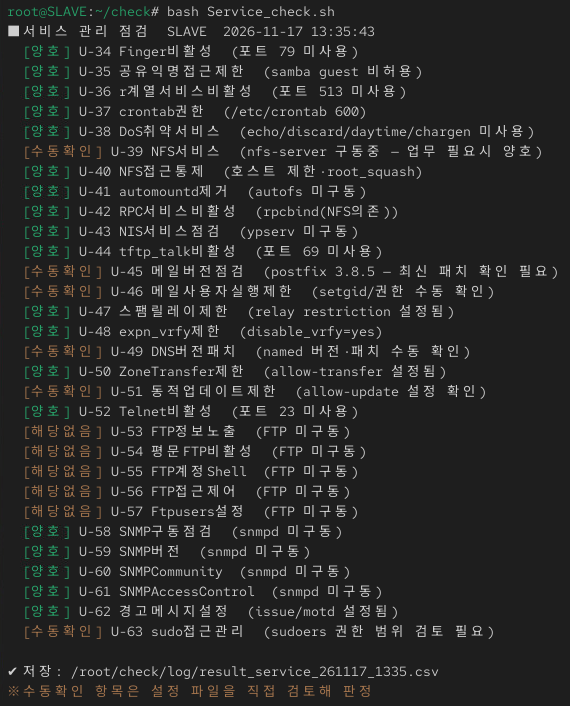 root@SLAVE:~/check# bash Service_check.sh
■서비스 관리 점검 SLAVE 2026-11-17 13:35:43
[양호] U-34 Finger비활성 (포트 79 미사용)
[양호] U-35 공유익명접근제한 (samba guest 비허용)
[양호] U-36 r계열서비스비활성 (포트 513 미사용)
[양호] U-37 crontab권한 (/etc/crontab 600)
[양호] U-38 DoS취약서비스 (echo/discard/daytime/chargen 미사용)
[수동확인] U-39 NFS서비스 (nfs-server 구동중 — 업무 필요시 양호)
[양호] U-40 NFS접근통제 (호스트 제한·root_squash)
[양호] U-41 automountd제거 (autofs 미구동)
[양호] U-42 RPC서비스비활성 (rpcbind(NFS의존))
[양호] U-43 NIS서비스점검 (ypserv 미구동)
[양호] U-44 tftp_talk비활성 (포트 69 미사용)
[수동확인] U-45 메일버전점검 (postfix 3.8.5 — 최신 패치 확인 필요)
[수동확인] U-46 메일사용자실행제한 (setgid/권한 수동 확인)
[양호] U-47 스팸릴레이제한 (relay restriction 설정됨)
[양호] U-48 expn_vrfy제한 (disable_vrfy=yes)
[수동확인] U-49 DNS버전패치 (named 버전·패치 수동 확인)
[양호] U-50 ZoneTransfer제한 (allow-transfer 설정됨)
[수동확인] U-51 동적업데이트제한 (allow-update 설정 확인)
[양호] U-52 Telnet비활성 (포트 23 미사용)
[해당없음] U-53 FTP정보노출 (FTP 미구동)
[해당없음] U-54 평문FTP비활성 (FTP 미구동)
[해당없음] U-55 FTP계정Shell (FTP 미구동)
[해당없음] U-56 FTP접근제어 (FTP 미구동)
[해당없음] U-57 Ftpusers설정 (FTP 미구동)
[양호] U-58 SNMP구동점검 (snmpd 미구동)
[양호] U-59 SNMP버전 (snmpd 미구동)
[양호] U-60 SNMPCommunity (snmpd 미구동)
[양호] U-61 SNMPAccessControl (snmpd 미구동)
[양호] U-62 경고메시지설정 (issue/motd 설정됨)
[수동확인] U-63 sudo접근관리 (sudoers 권한 범위 검토 필요)
✔ 저장: /root/check/log/result_service_261117_1335.csv
※수동확인 항목은 설정 파일을 직접 검토해 판정